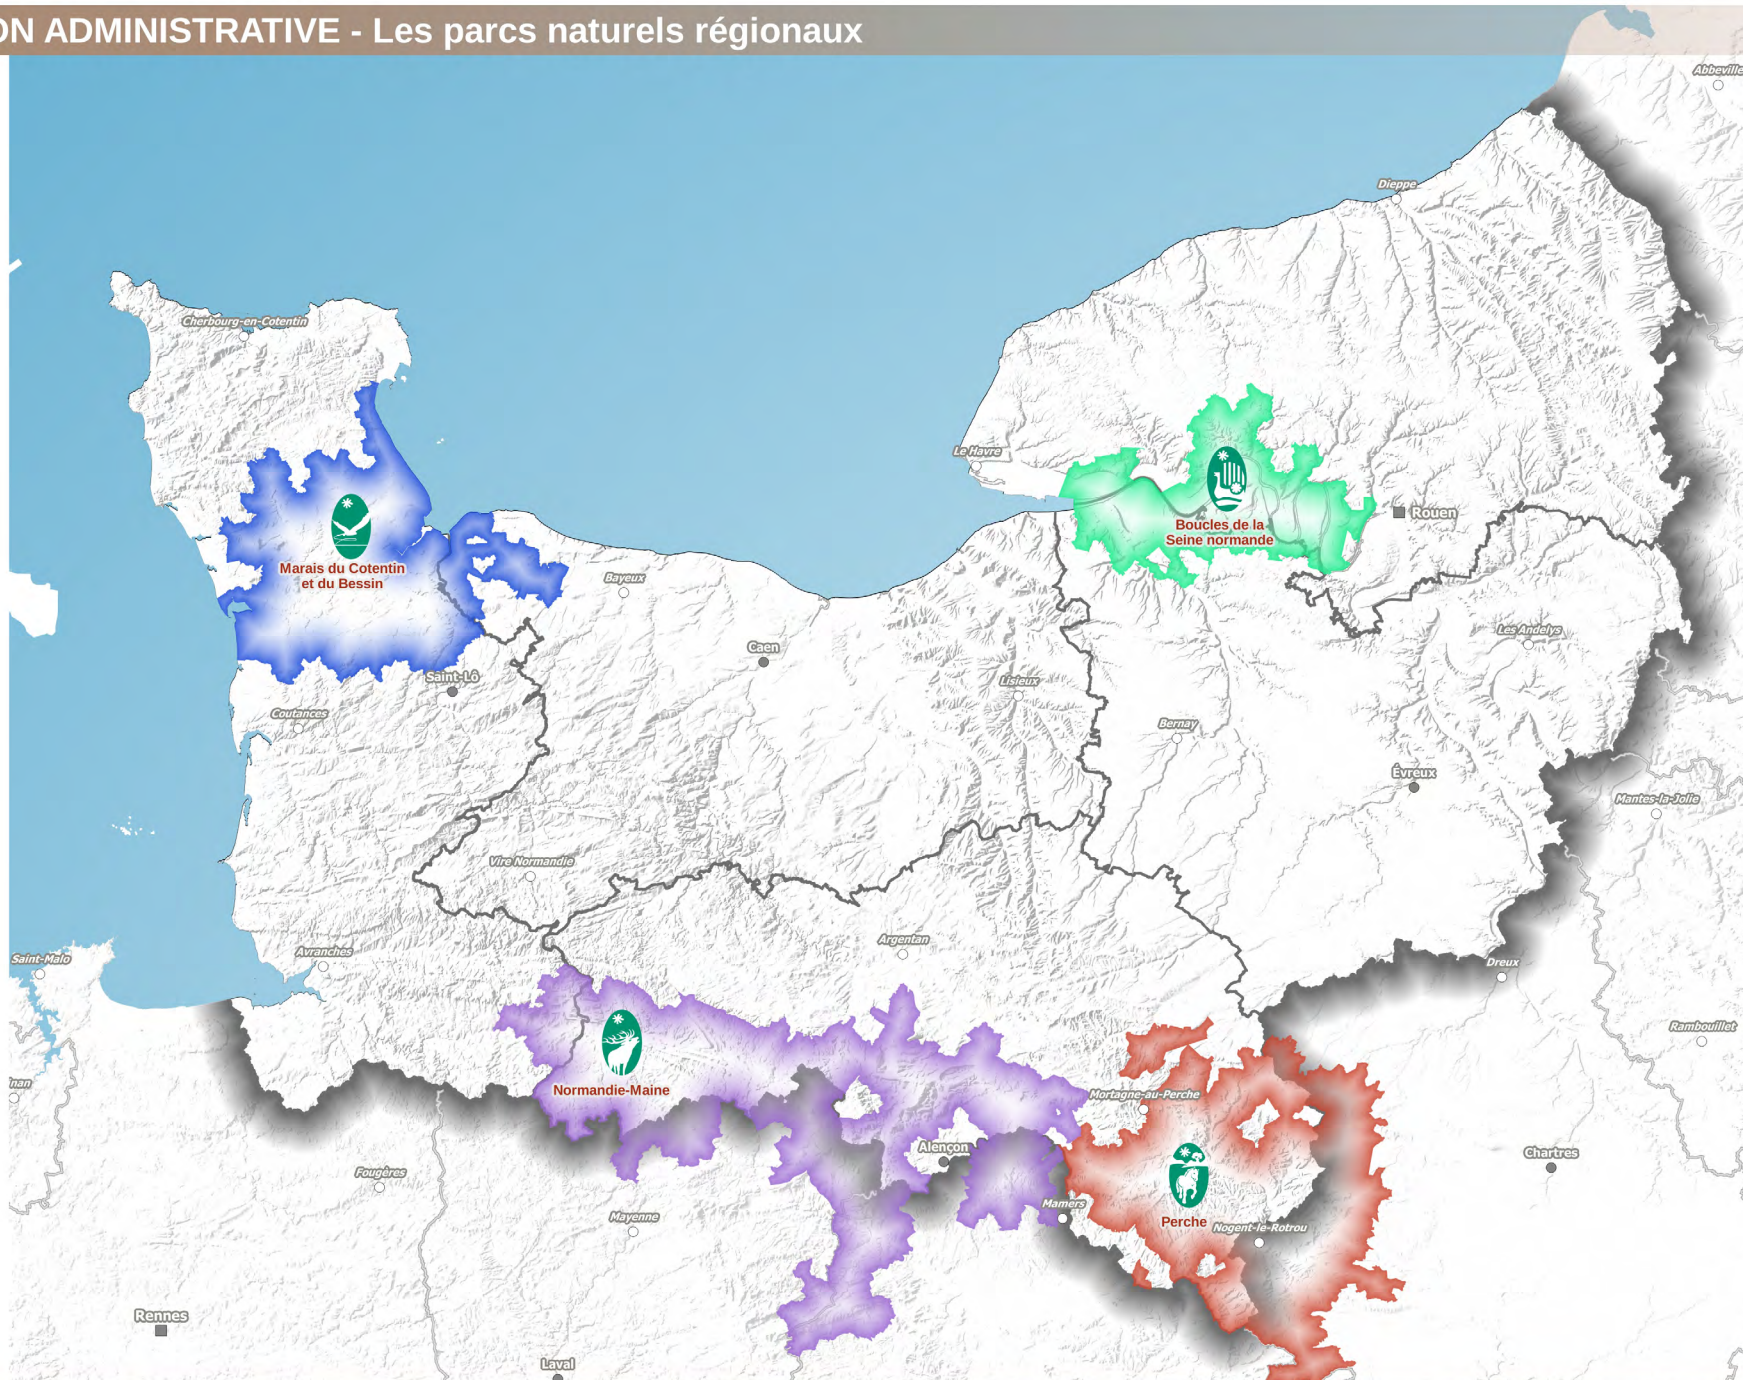 ON ADMINISTRATIVE - Les parcs naturels régionaux
Abbeville
Dieppe
Cherbourg-en-Cotentin
Le Havre
Rouen
Boucles de la
Seine normande
Marais du Cotentin
et du Bessin
Bayeux
Les Andelys
Caen
Saint-Lô
Lisieux
Coutances
Bernay
Évreux
Mantes-la-Jolie
Vire Normandie
Argentan
Avranches
Saint-Malo
Dreux
Rambouillet
nan
Normandie-Maine
Mortagne-au-Perche
Alençon
Chartres
Fougères
Mamers
Mayenne
Perche
Nogent-le-Rotrou
Rennes
Laval